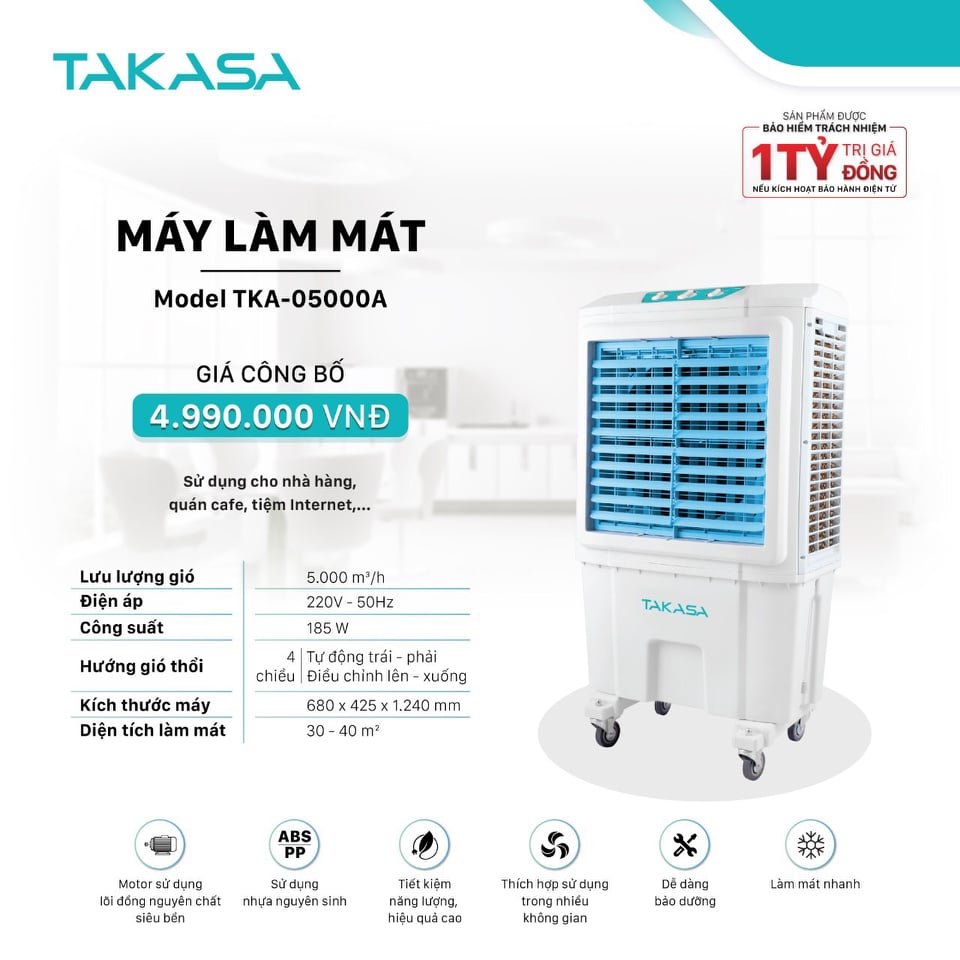 TAKASA
SẢN PHẨM ĐƯỢC
BẢO HIỂM TRÁCH NHIỆM
1 TỶ TRỊ GIÁ
ĐỒNG
NẾU KÍCH HOẠT BẢO HÀNH ĐIỆN TỬ
MÁY LÀM MÁT
Model TKA-05000A
GIÁ CÔNG BỐ
4.990.000 VNĐ
Sử dụng cho nhà hàng,
quán cafe, tiệm Internet,...
Lưu lượng gió 5.000 m³/h
Điện áp 220V - 50Hz
Công suất 185 W
Hướng gió thổi 4 chiều Tự động trái - phải
Điều chỉnh lên - xuống
Kích thước máy 680 x 425 x 1.240 mm
Diện tích làm mát 30 - 40 m²
TAKASA
Motor sử dụng
lõi đồng nguyên chất
siêu bền
ABS
PP
Sử dụng
nhựa nguyên sinh
Tiết kiệm
năng lượng,
hiệu quả cao
Thích hợp sử dụng
trong nhiều
không gian
Dễ dàng
bảo dưỡng
Làm mát nhanh